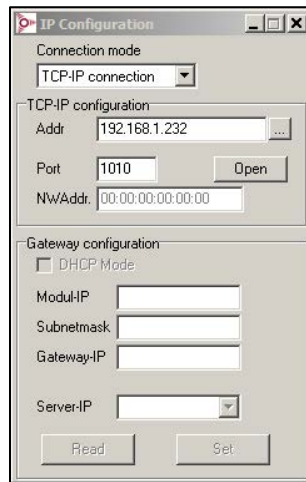 IP Configuration
Connection mode
TCP-IP connection
TCP-IP configuration
Addr 192.168.1.232 ...
Port 1010 Open
NWAddr. 00:00:00:00:00:00
Gateway configuration
DHCP Mode
Modul-IP
Subnetmask
Gateway-IP
Server-IP
Read Set